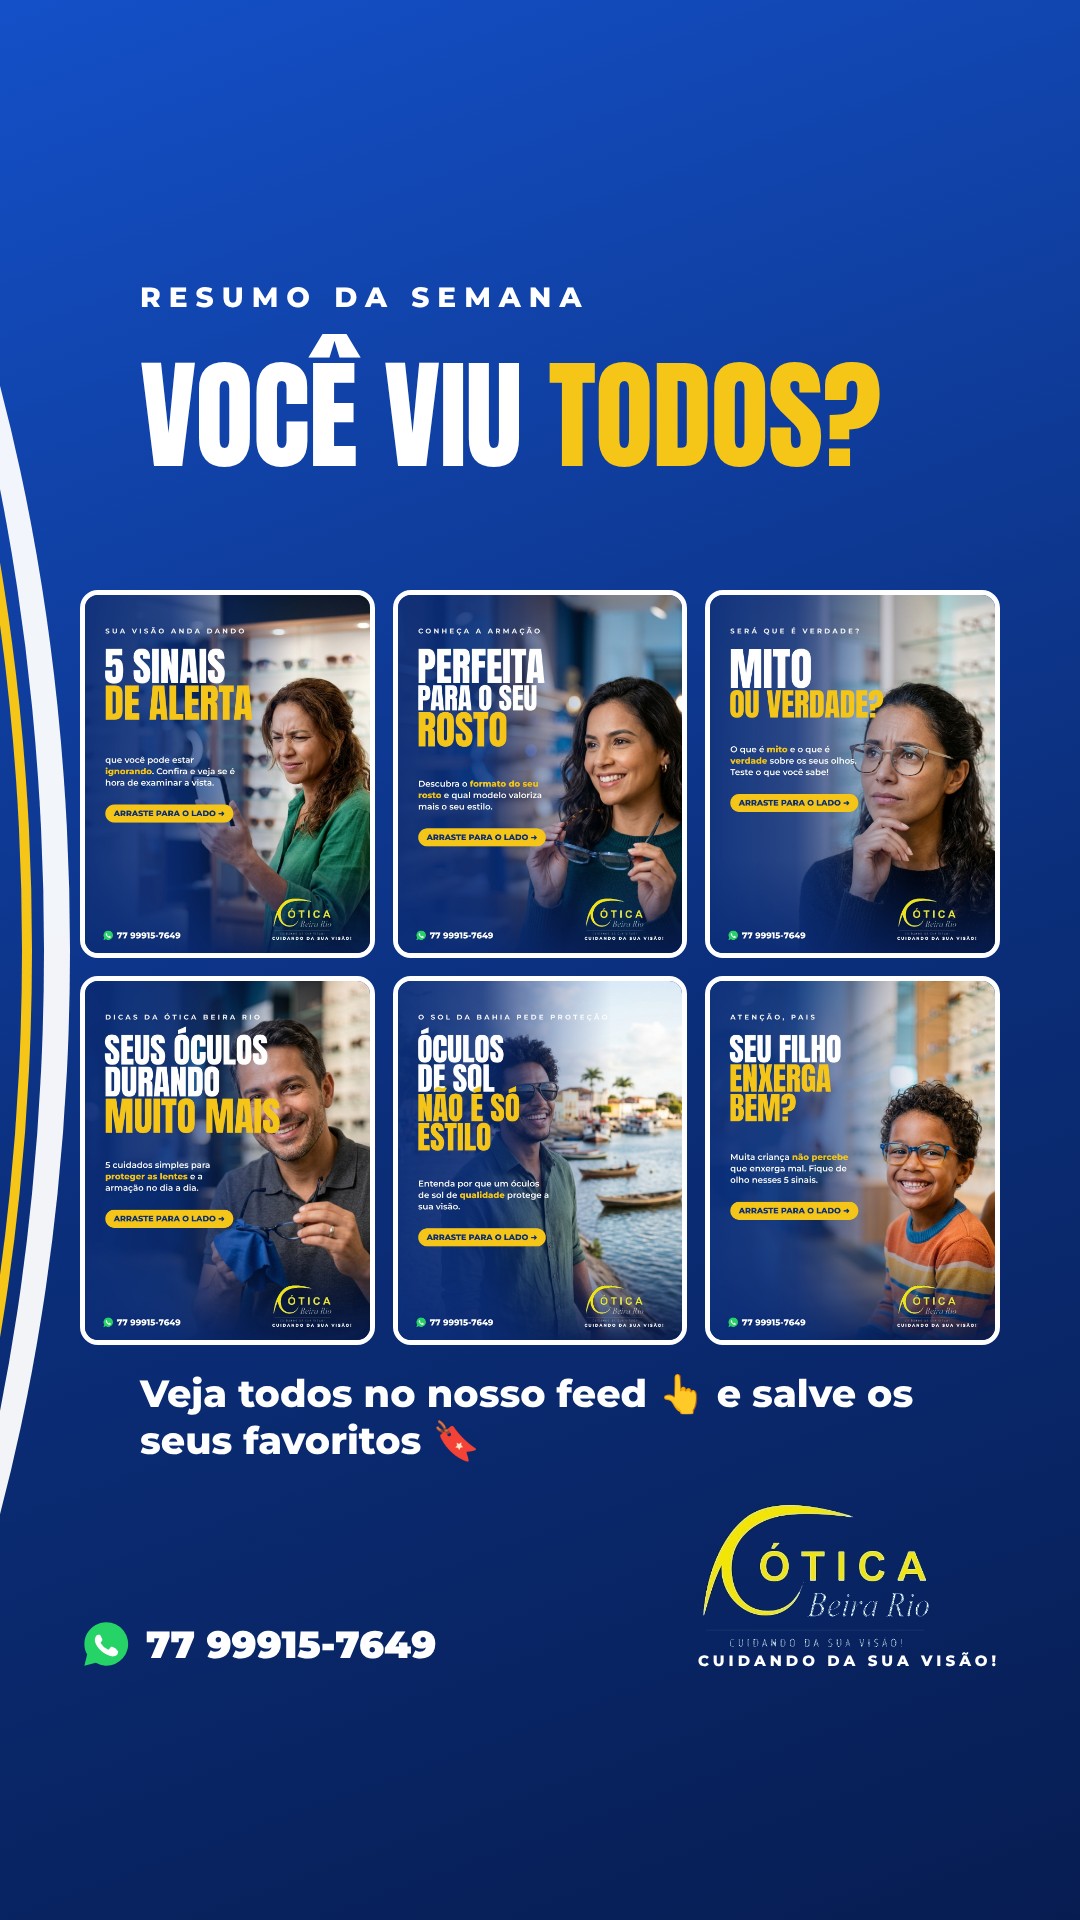 RESUMO DA SEMANA
VOCÊ VIU TODOS?
SUA VISÃO ANDA DANDO
5 SINAIS
DE ALERTA
que você pode estar
ignorando. Confira e veja se é
hora de examinar a vista.
ARRASTE PARA O LADO ➔
77 99915-7649
ÓTICA
Beira Rio
CUIDANDO DA SUA VISÃO!
CONHEÇA A ARMAÇÃO
PERFEITA
PARA O SEU
ROSTO
Descubra o formato do seu
rosto e qual modelo valoriza
mais o seu estilo.
ARRASTE PARA O LADO ➔
77 99915-7649
ÓTICA
Beira Rio
CUIDANDO DA SUA VISÃO!
SERÁ QUE É VERDADE?
MITO
OU VERDADE?
O que é mito e o que é
verdade sobre os seus olhos.
Teste o que você sabe!
ARRASTE PARA O LADO ➔
77 99915-7649
ÓTICA
Beira Rio
CUIDANDO DA SUA VISÃO!
DICAS DA ÓTICA BEIRA RIO
SEUS ÓCULOS
DURANDO
MUITO MAIS
5 cuidados simples para
proteger as lentes e a
armação no dia a dia.
ARRASTE PARA O LADO ➔
77 99915-7649
ÓTICA
Beira Rio
CUIDANDO DA SUA VISÃO!
O SOL DA BAHIA PEDE PROTEÇÃO
ÓCULOS
DE SOL
NÃO É SÓ
ESTILO
Entenda por que um óculos
de sol de qualidade protege a
sua visão.
ARRASTE PARA O LADO ➔
77 99915-7649
ÓTICA
Beira Rio
CUIDANDO DA SUA VISÃO!
ATENÇÃO, PAIS
SEU FILHO
ENXERGA
BEM?
Muita criança não percebe
que enxerga mal. Fique de
olho nesses 5 sinais.
ARRASTE PARA O LADO ➔
77 99915-7649
ÓTICA
Beira Rio
CUIDANDO DA SUA VISÃO!
Veja todos no nosso feed 👆 e salve os
seus favoritos 🔖
77 99915-7649
ÓTICA
Beira Rio
CUIDANDO DA SUA VISÃO!
CUIDANDO DA SUA VISÃO!